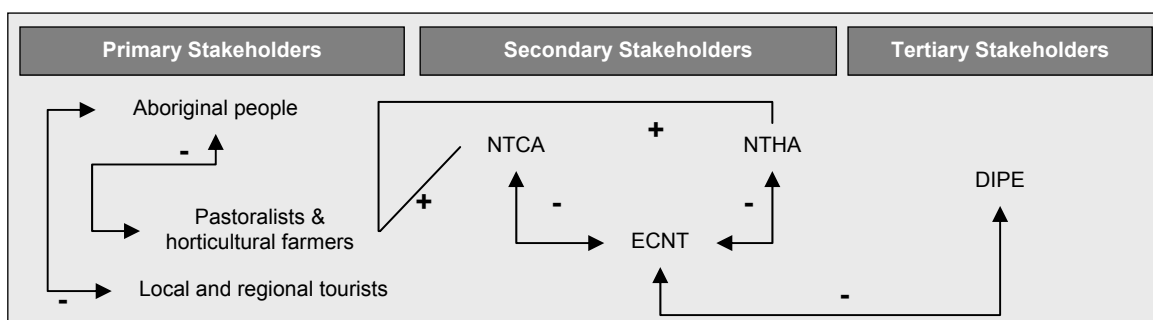 Primary Stakeholders
Secondary Stakeholders
Tertiary Stakeholders
Aboriginal people
-
+
NTCA
NTHA
DIPE
Pastoralists &
horticultural farmers
+
-
-
ECNT
Local and regional tourists
-
-